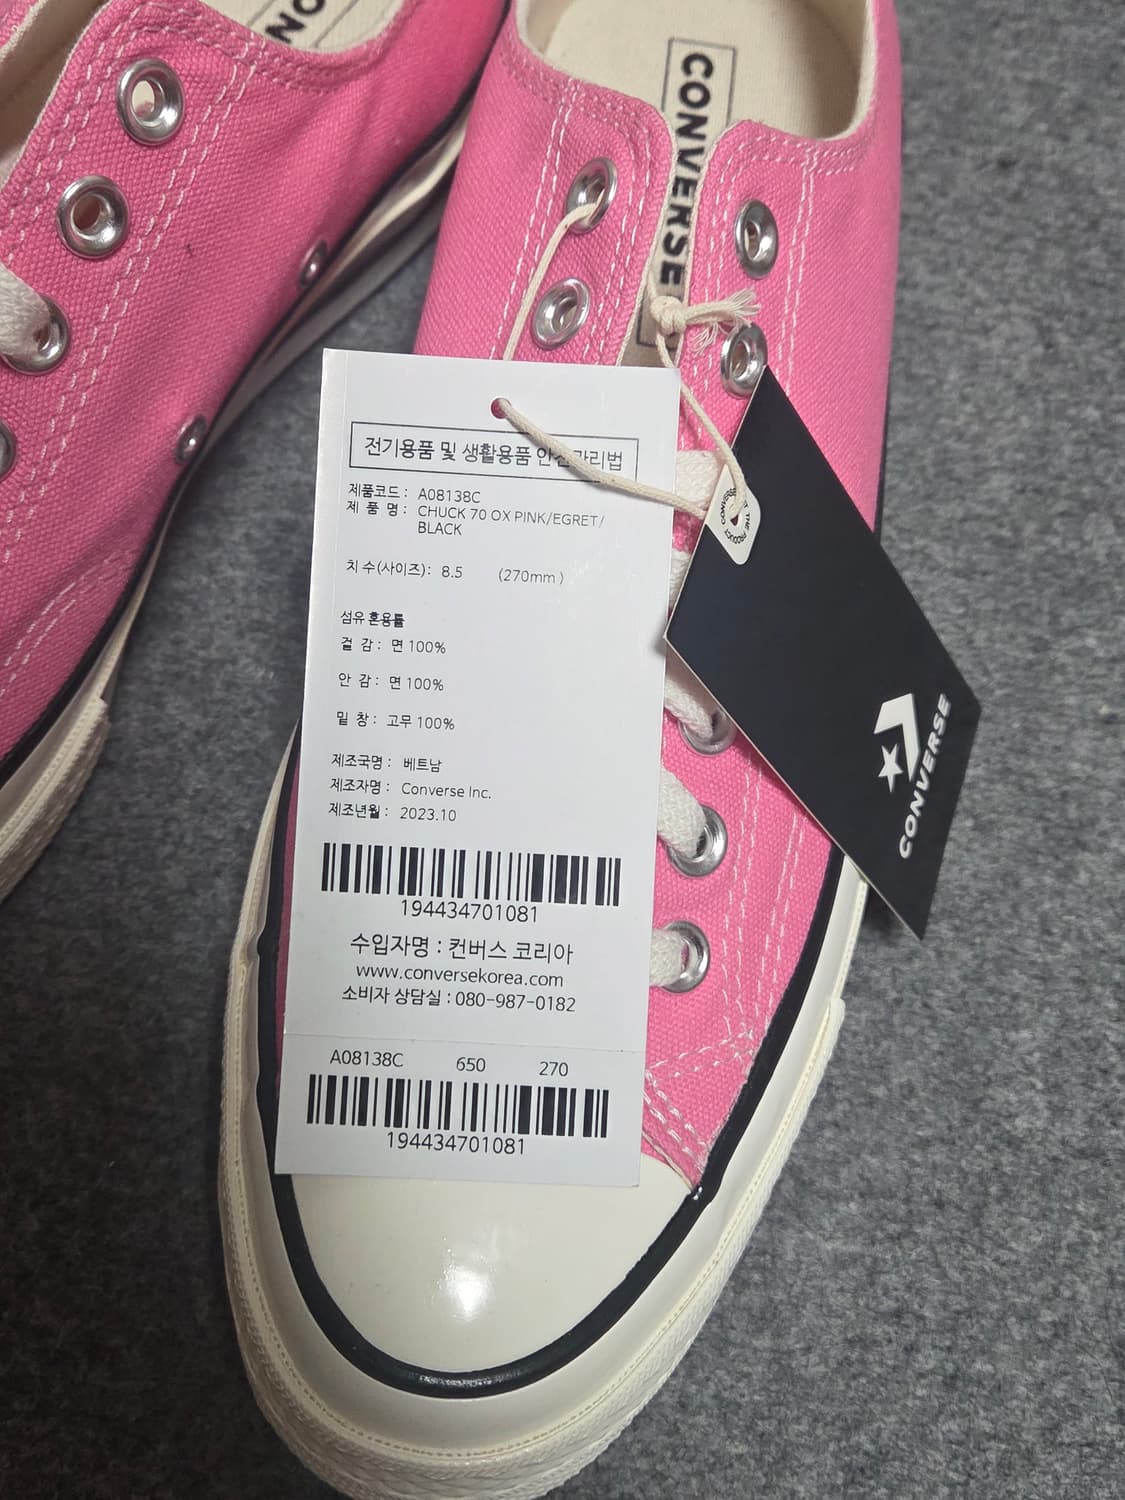 CONVERSE
전기용품 및 생활용품 안전관리법
제품코드 : A08138C
제 품 명 : CHUCK 70 OX PINK/EGRET/
BLACK
치 수(사이즈) : 8.5 (270mm )
섬유 혼용률
겉 감 : 면 100%
안 감 : 면 100%
밑 창 : 고무 100%
제조국명 : 베트남
제조자명 : Converse Inc.
제조년월 : 2023.10
194434701081
수입자명 : 컨버스 코리아
www.conversekorea.com
소비자 상담실 : 080-987-0182
A08138C 650 270
194434701081
CONVERSE